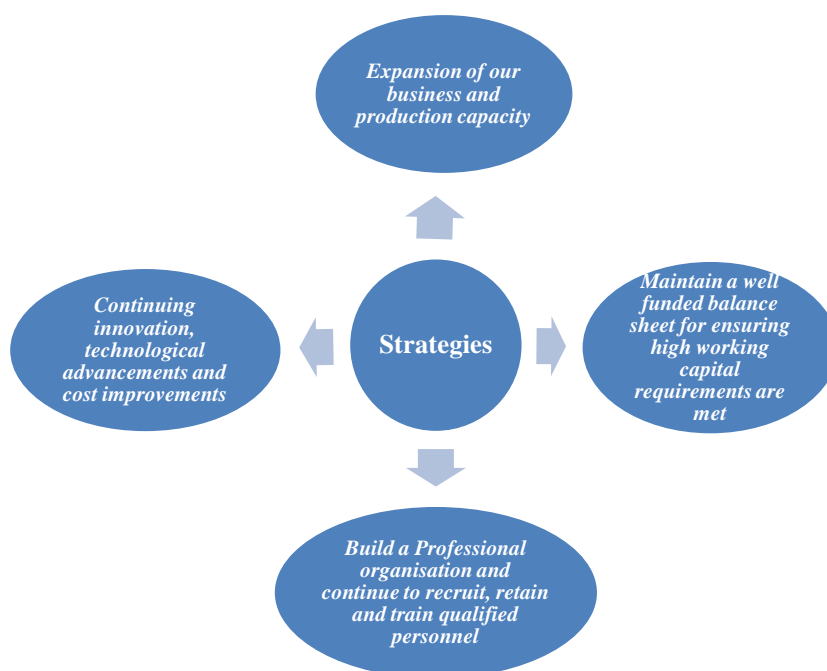 Expansion of our
business and
production capacity
Continuing
innovation,
technological
advancements and
cost improvements
Strategies
Maintain a well
funded balance
sheet for ensuring
high working
capital
requirements are
met
Build a Professional
organisation and
continue to recruit, retain
and train qualified
personnel